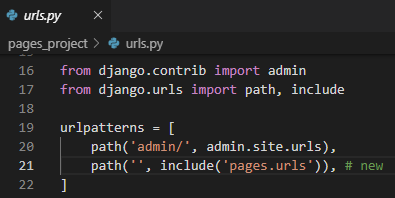 urls.py
pages_project > urls.py
16 from django.contrib import admin
17 from django.urls import path, include
18
19 urlpatterns = [
20     path('admin/', admin.site.urls),
21     path('', include('pages.urls')), # new
22 ]